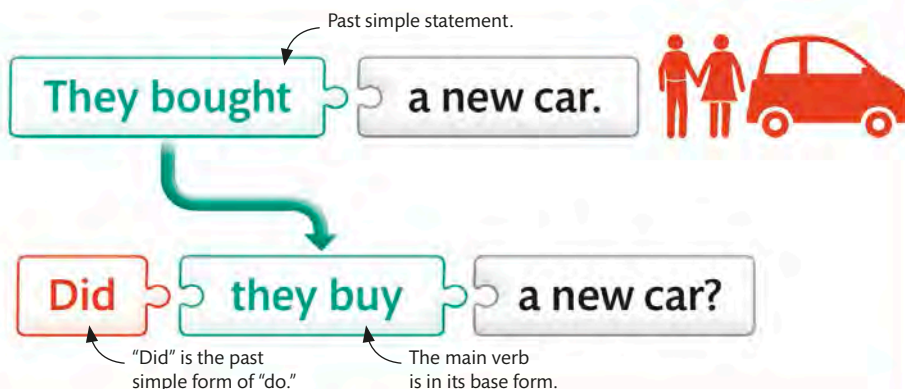 Past simple statement.
They bought a new car.
Did they buy a new car?
"Did" is the past
simple form of "do."
The main verb
is in its base form.